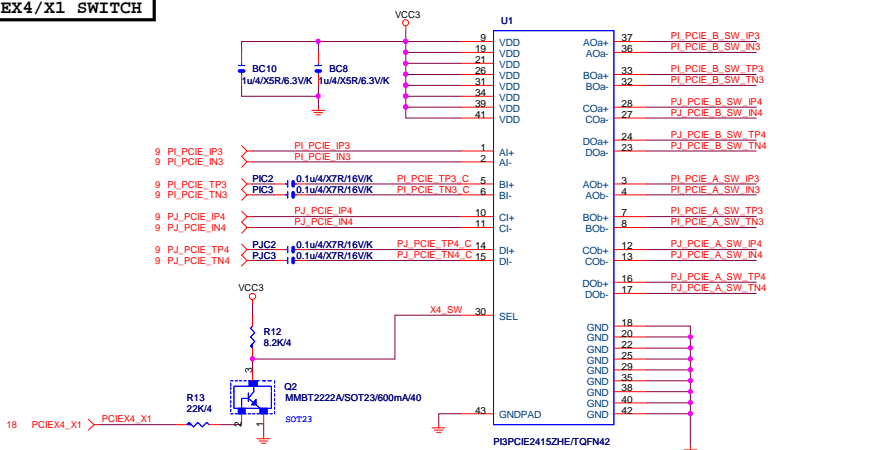 EX4/X1 SWITCH
VCC3
U1
BC10
1u/4/X5R/6.3V/K
BC8
1u/4/X5R/6.3V/K
9 VDD
19 VDD
21 VDD
26 VDD
31 VDD
34 VDD
39 VDD
41 VDD
AOa+ 37 PI_PCIE_B_SW_IP3
AOa- 36 PI_PCIE_B_SW_IN3
BOa+ 33 PI_PCIE_B_SW_TP3
BOa- 32 PI_PCIE_B_SW_TN3
COa+ 28 PJ_PCIE_B_SW_IP4
COa- 27 PJ_PCIE_B_SW_IN4
DOa+ 24 PJ_PCIE_B_SW_TP4
DOa- 23 PJ_PCIE_B_SW_TN4
9 PI_PCIE_IP3 PI_PCIE_IP3 1 AI+
9 PI_PCIE_IN3 PI_PCIE_IN3 2 AI-
9 PI_PCIE_TP3 PIC2 0.1u/4/X7R/16V/K PI_PCIE_TP3_C 5 BI+
9 PI_PCIE_TN3 PIC3 0.1u/4/X7R/16V/K PI_PCIE_TN3_C 6 BI-
9 PJ_PCIE_IP4 PJ_PCIE_IP4 10 CI+
9 PJ_PCIE_IN4 PJ_PCIE_IN4 11 CI-
9 PJ_PCIE_TP4 PJC2 0.1u/4/X7R/16V/K PJ_PCIE_TP4_C 14 DI+
9 PJ_PCIE_TN4 PJC3 0.1u/4/X7R/16V/K PJ_PCIE_TN4_C 15 DI-
AOb+ 3 PI_PCIE_A_SW_IP3
AOb- 4 PI_PCIE_A_SW_IN3
BOb+ 7 PI_PCIE_A_SW_TP3
BOb- 8 PI_PCIE_A_SW_TN3
COb+ 12 PJ_PCIE_A_SW_IP4
COb- 13 PJ_PCIE_A_SW_IN4
DOb+ 16 PJ_PCIE_A_SW_TP4
DOb- 17 PJ_PCIE_A_SW_TN4
VCC3
X4_SW 30 SEL
R12
8.2K/4
GND 18
GND 20
GND 22
GND 25
GND 29
GND 35
GND 38
GND 40
GND 42
3
Q2
MMBT2222A/SOT23/600mA/40
SOT23
R13
22K/4
18 PCIEX4_X1 PCIEX4_X1 2 1
43 GNDPAD
PI3PCIE2415ZHE/TQFN42